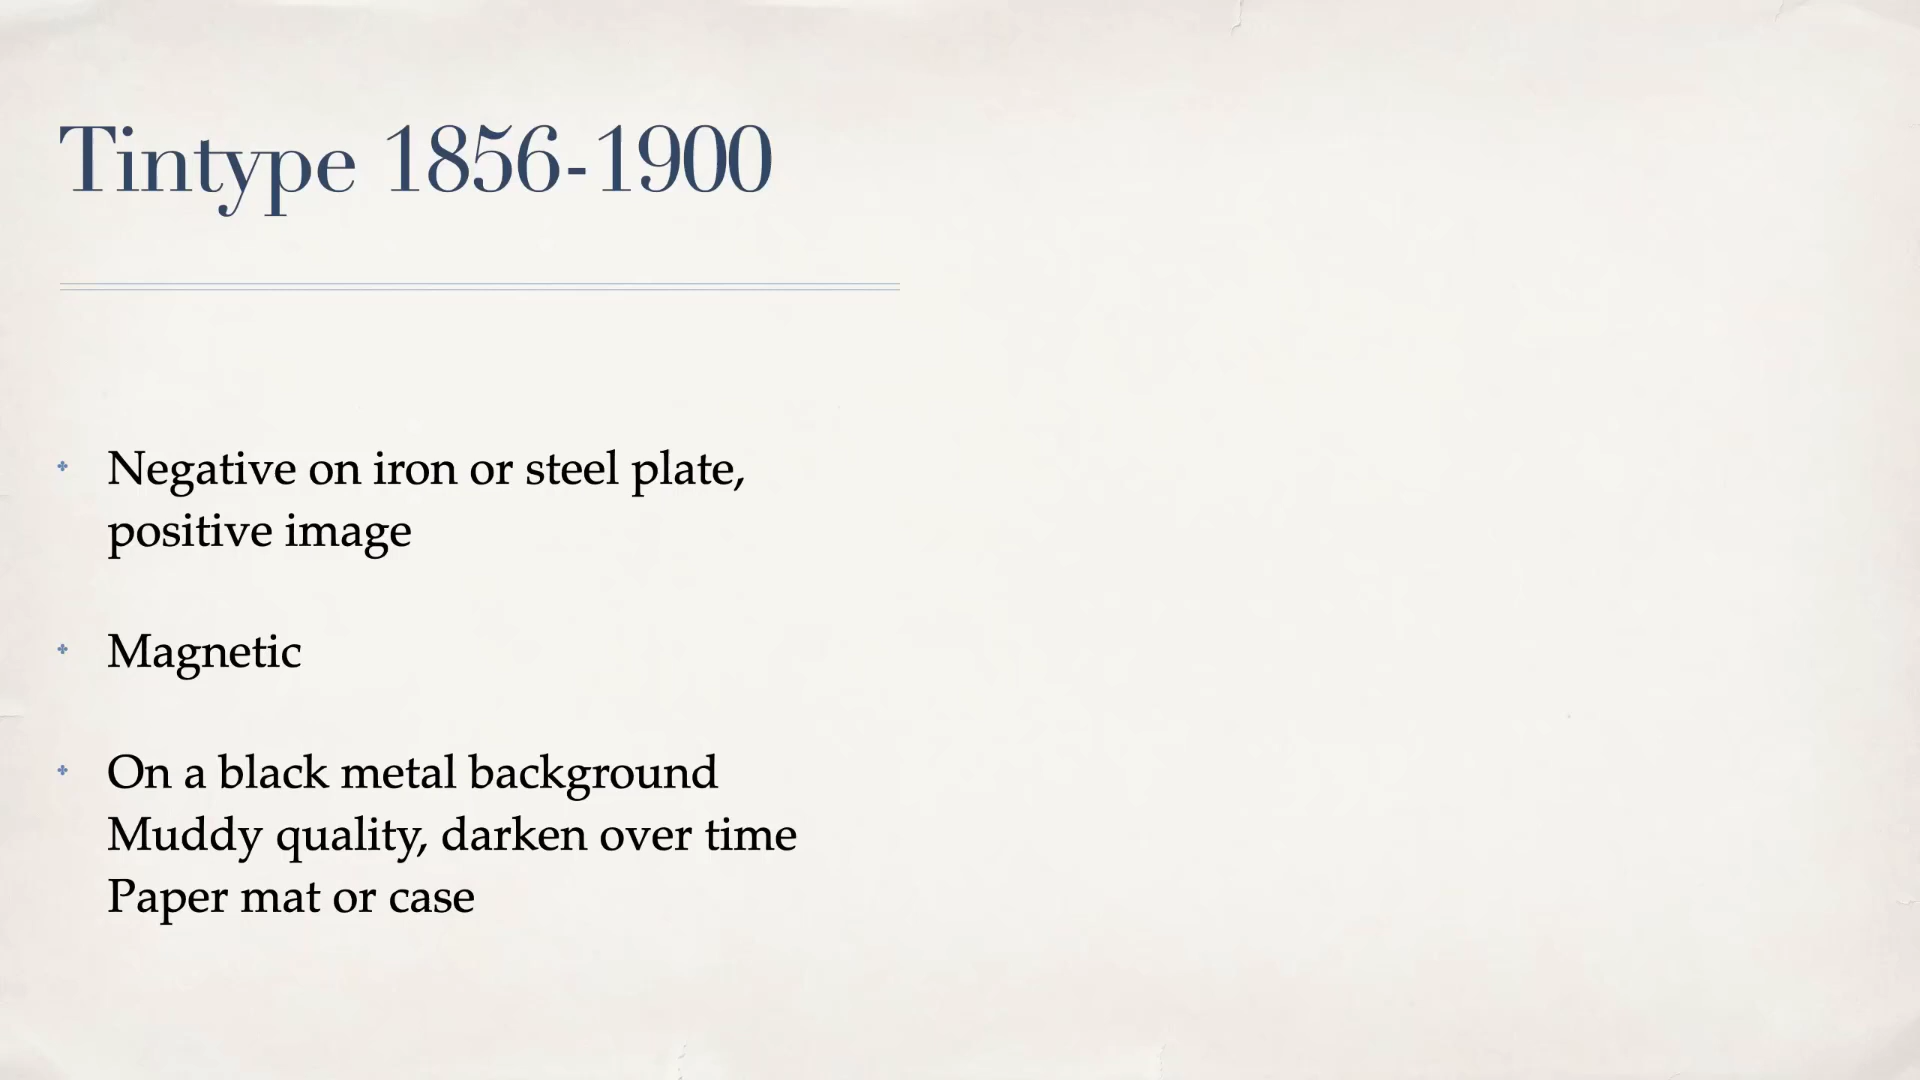 Tintype 1856-1900
Negative on iron or steel plate,
positive image
Magnetic
On a black metal background
Muddy quality, darken over time
Paper mat or case